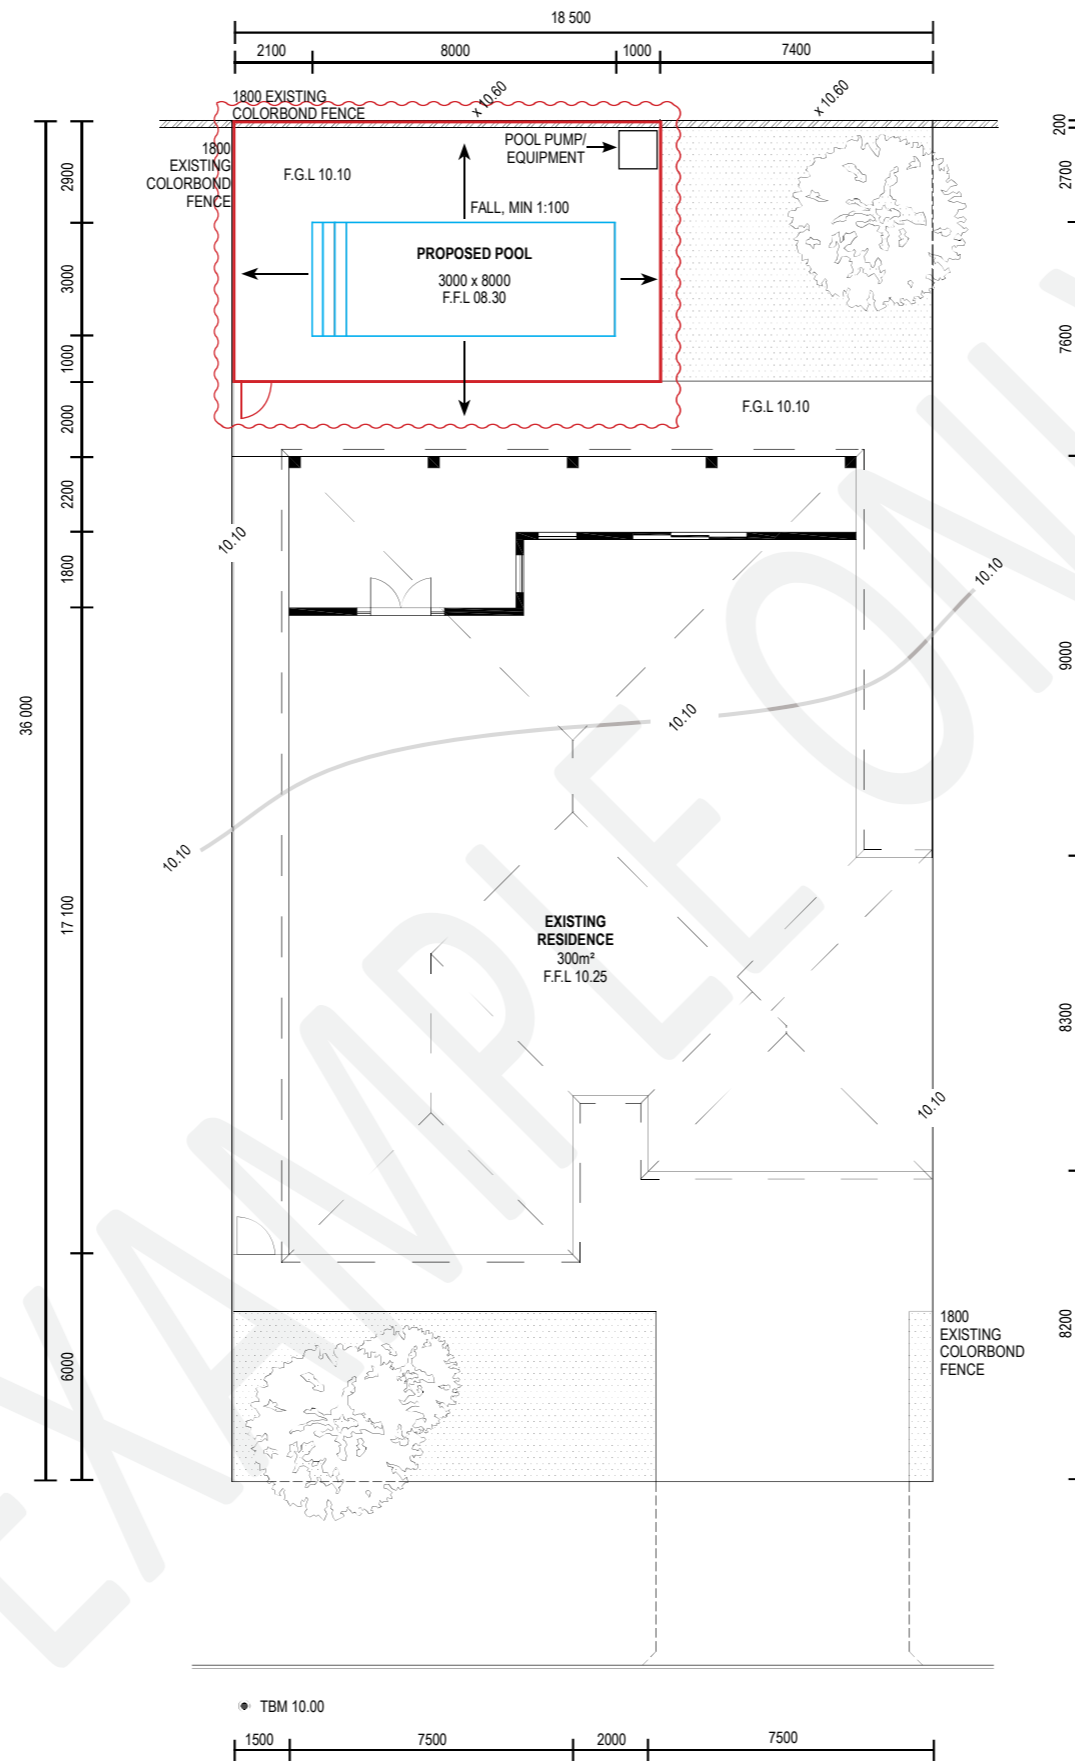 18 500
2100
8000
1000
7400
1800 EXISTING
COLORBOND FENCE
x 10.60
x 10.60
200
2700
7600
9000
8300
8200
36 000
2900
3000
1000
2000
2200
1800
17 100
6000
1800
EXISTING
COLORBOND
FENCE
F.G.L 10.10
POOL PUMP/
EQUIPMENT
FALL, MIN 1:100
PROPOSED POOL
3000 x 8000
F.F.L 08.30
F.G.L 10.10
10.10
10.10
10.10
10.10
EXISTING
RESIDENCE
300m²
F.F.L 10.25
10.10
1800
EXISTING
COLORBOND
FENCE
TBM 10.00
1500
7500
2000
7500